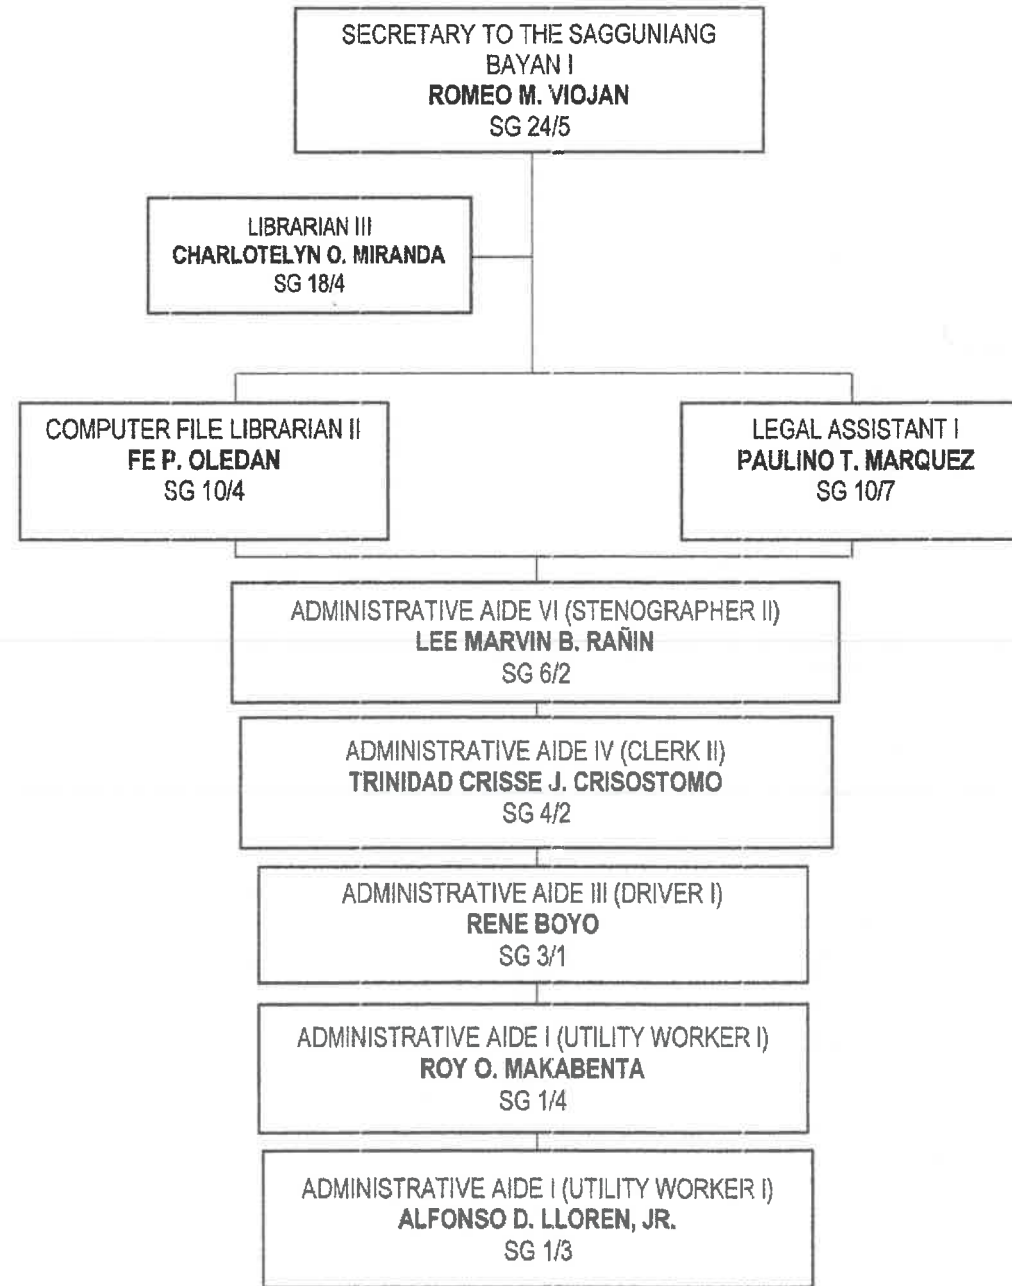 SECRETARY TO THE SAGGUNIANG
BAYAN I
ROMEO M. VIOJAN
SG 24/5
LIBRARIAN III
CHARLOTELYN O. MIRANDA
SG 18/4
COMPUTER FILE LIBRARIAN II
FE P. OLEDAN
SG 10/4
LEGAL ASSISTANT I
PAULINO T. MARQUEZ
SG 10/7
ADMINISTRATIVE AIDE VI (STENOGRAPHER II)
LEE MARVIN B. RAÑIN
SG 6/2
ADMINISTRATIVE AIDE IV (CLERK II)
TRINIDAD CRISSE J. CRISOSTOMO
SG 4/2
ADMINISTRATIVE AIDE III (DRIVER I)
RENE BOYO
SG 3/1
ADMINISTRATIVE AIDE I (UTILITY WORKER I)
ROY O. MAKABENTA
SG 1/4
ADMINISTRATIVE AIDE I (UTILITY WORKER I)
ALFONSO D. LLOREN, JR.
SG 1/3